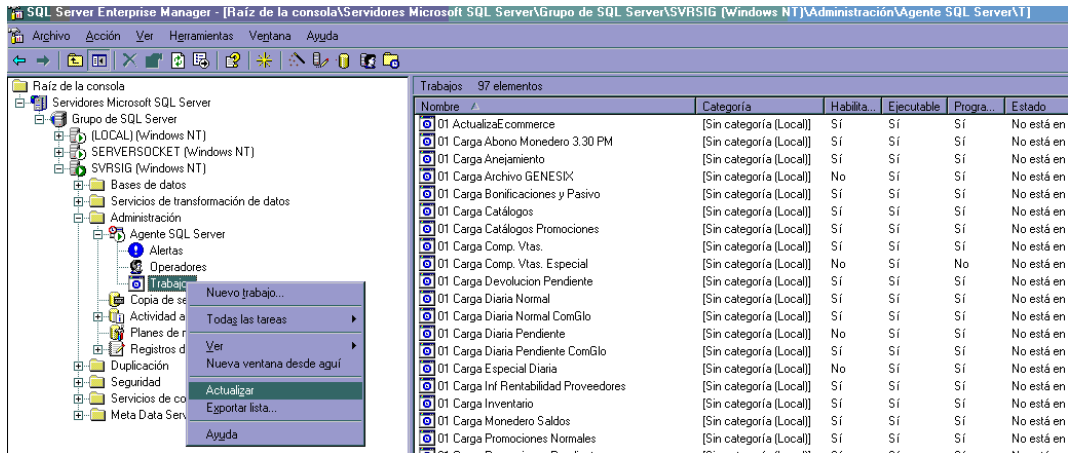 SQL Server Enterprise Manager - [Raíz de la consola\Servidores Microsoft SQL Server\Grupo de SQL Server\SVRSIG (Windows NT)\Administración\Agente SQL Server\T]
Archivo Acción Ver Herramientas Ventana Ayuda
Raíz de la consola
Servidores Microsoft SQL Server
Grupo de SQL Server
(LOCAL) (Windows NT)
SERVERSOCKET (Windows NT)
SVRSIG (Windows NT)
Bases de datos
Servicios de transformación de datos
Administración
Agente SQL Server
Alertas
Operadores
Trabajo
Copia de se
Actividad a
Planes de r
Registros d
Duplicación
Seguridad
Servicios de co
Meta Data Serv
Nuevo trabajo...
Todas las tareas
Ver
Nueva ventana desde aquí
Actualizar
Exportar lista...
Ayuda
Trabajos 97 elementos
Nombre Categoría Habilita... Ejecutable Progra... Estado
01 ActualizaEcommerce [Sin categoría (Local)] Sí Sí Sí No está en
01 Carga Abono Monedero 3.30 PM [Sin categoría (Local)] Sí Sí Sí No está en
01 Carga Anejamiento [Sin categoría (Local)] Sí Sí Sí No está en
01 Carga Archivo GENESIX [Sin categoría (Local)] No Sí Sí No está en
01 Carga Bonificaciones y Pasivo [Sin categoría (Local)] Sí Sí Sí No está en
01 Carga Catálogos [Sin categoría (Local)] Sí Sí Sí No está en
01 Carga Catálogos Promociones [Sin categoría (Local)] Sí Sí Sí No está en
01 Carga Comp. Vtas. [Sin categoría (Local)] Sí Sí Sí No está en
01 Carga Comp. Vtas. Especial [Sin categoría (Local)] No Sí No No está en
01 Carga Devolucion Pendiente [Sin categoría (Local)] Sí Sí Sí No está en
01 Carga Diaria Normal [Sin categoría (Local)] Sí Sí Sí No está en
01 Carga Diaria Normal ComGlo [Sin categoría (Local)] Sí Sí Sí No está en
01 Carga Diaria Pendiente [Sin categoría (Local)] No Sí Sí No está en
01 Carga Diaria Pendiente ComGlo [Sin categoría (Local)] Sí Sí Sí No está en
01 Carga Especial Diaria [Sin categoría (Local)] No Sí Sí No está en
01 Carga Inf Rentabilidad Proveedores [Sin categoría (Local)] Sí Sí Sí No está en
01 Carga Inventario [Sin categoría (Local)] Sí Sí Sí No está en
01 Carga Monedero Saldos [Sin categoría (Local)] Sí Sí Sí No está en
01 Carga Promociones Normales [Sin categoría (Local)] Sí Sí Sí No está en